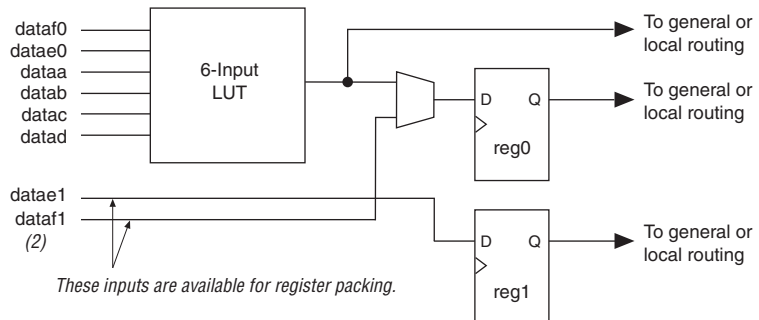 dataf0
datae0
dataa
datab
datac
datad
6-Input
LUT
To general or
local routing
D Q
reg0
To general or
local routing
datae1
dataf1
(2)
These inputs are available for register packing.
D Q
reg1
To general or
local routing